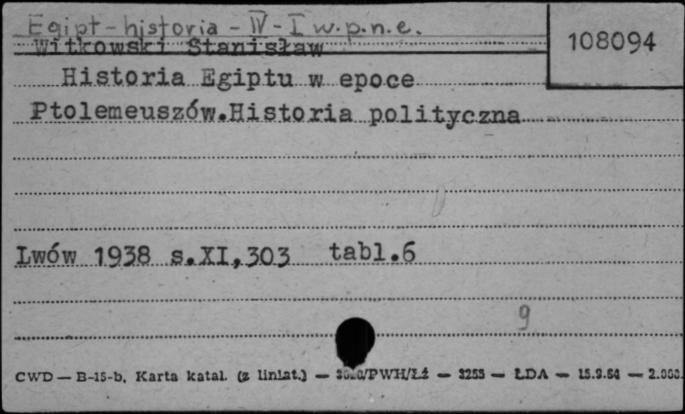 Egipt - historia - IV - I w.p.n.e.
108094
Witkowski Stanisław
Historia Egiptu w epoce
Ptolemeuszów.Historia polityczna
Lwów 1938 s.XI,303 tabl.6
9
CWD — B-15-b, Karta katal. (z liniat.) — /PWH/Łź — 3253 — ŁDA — 15.9.64 — 2.000.